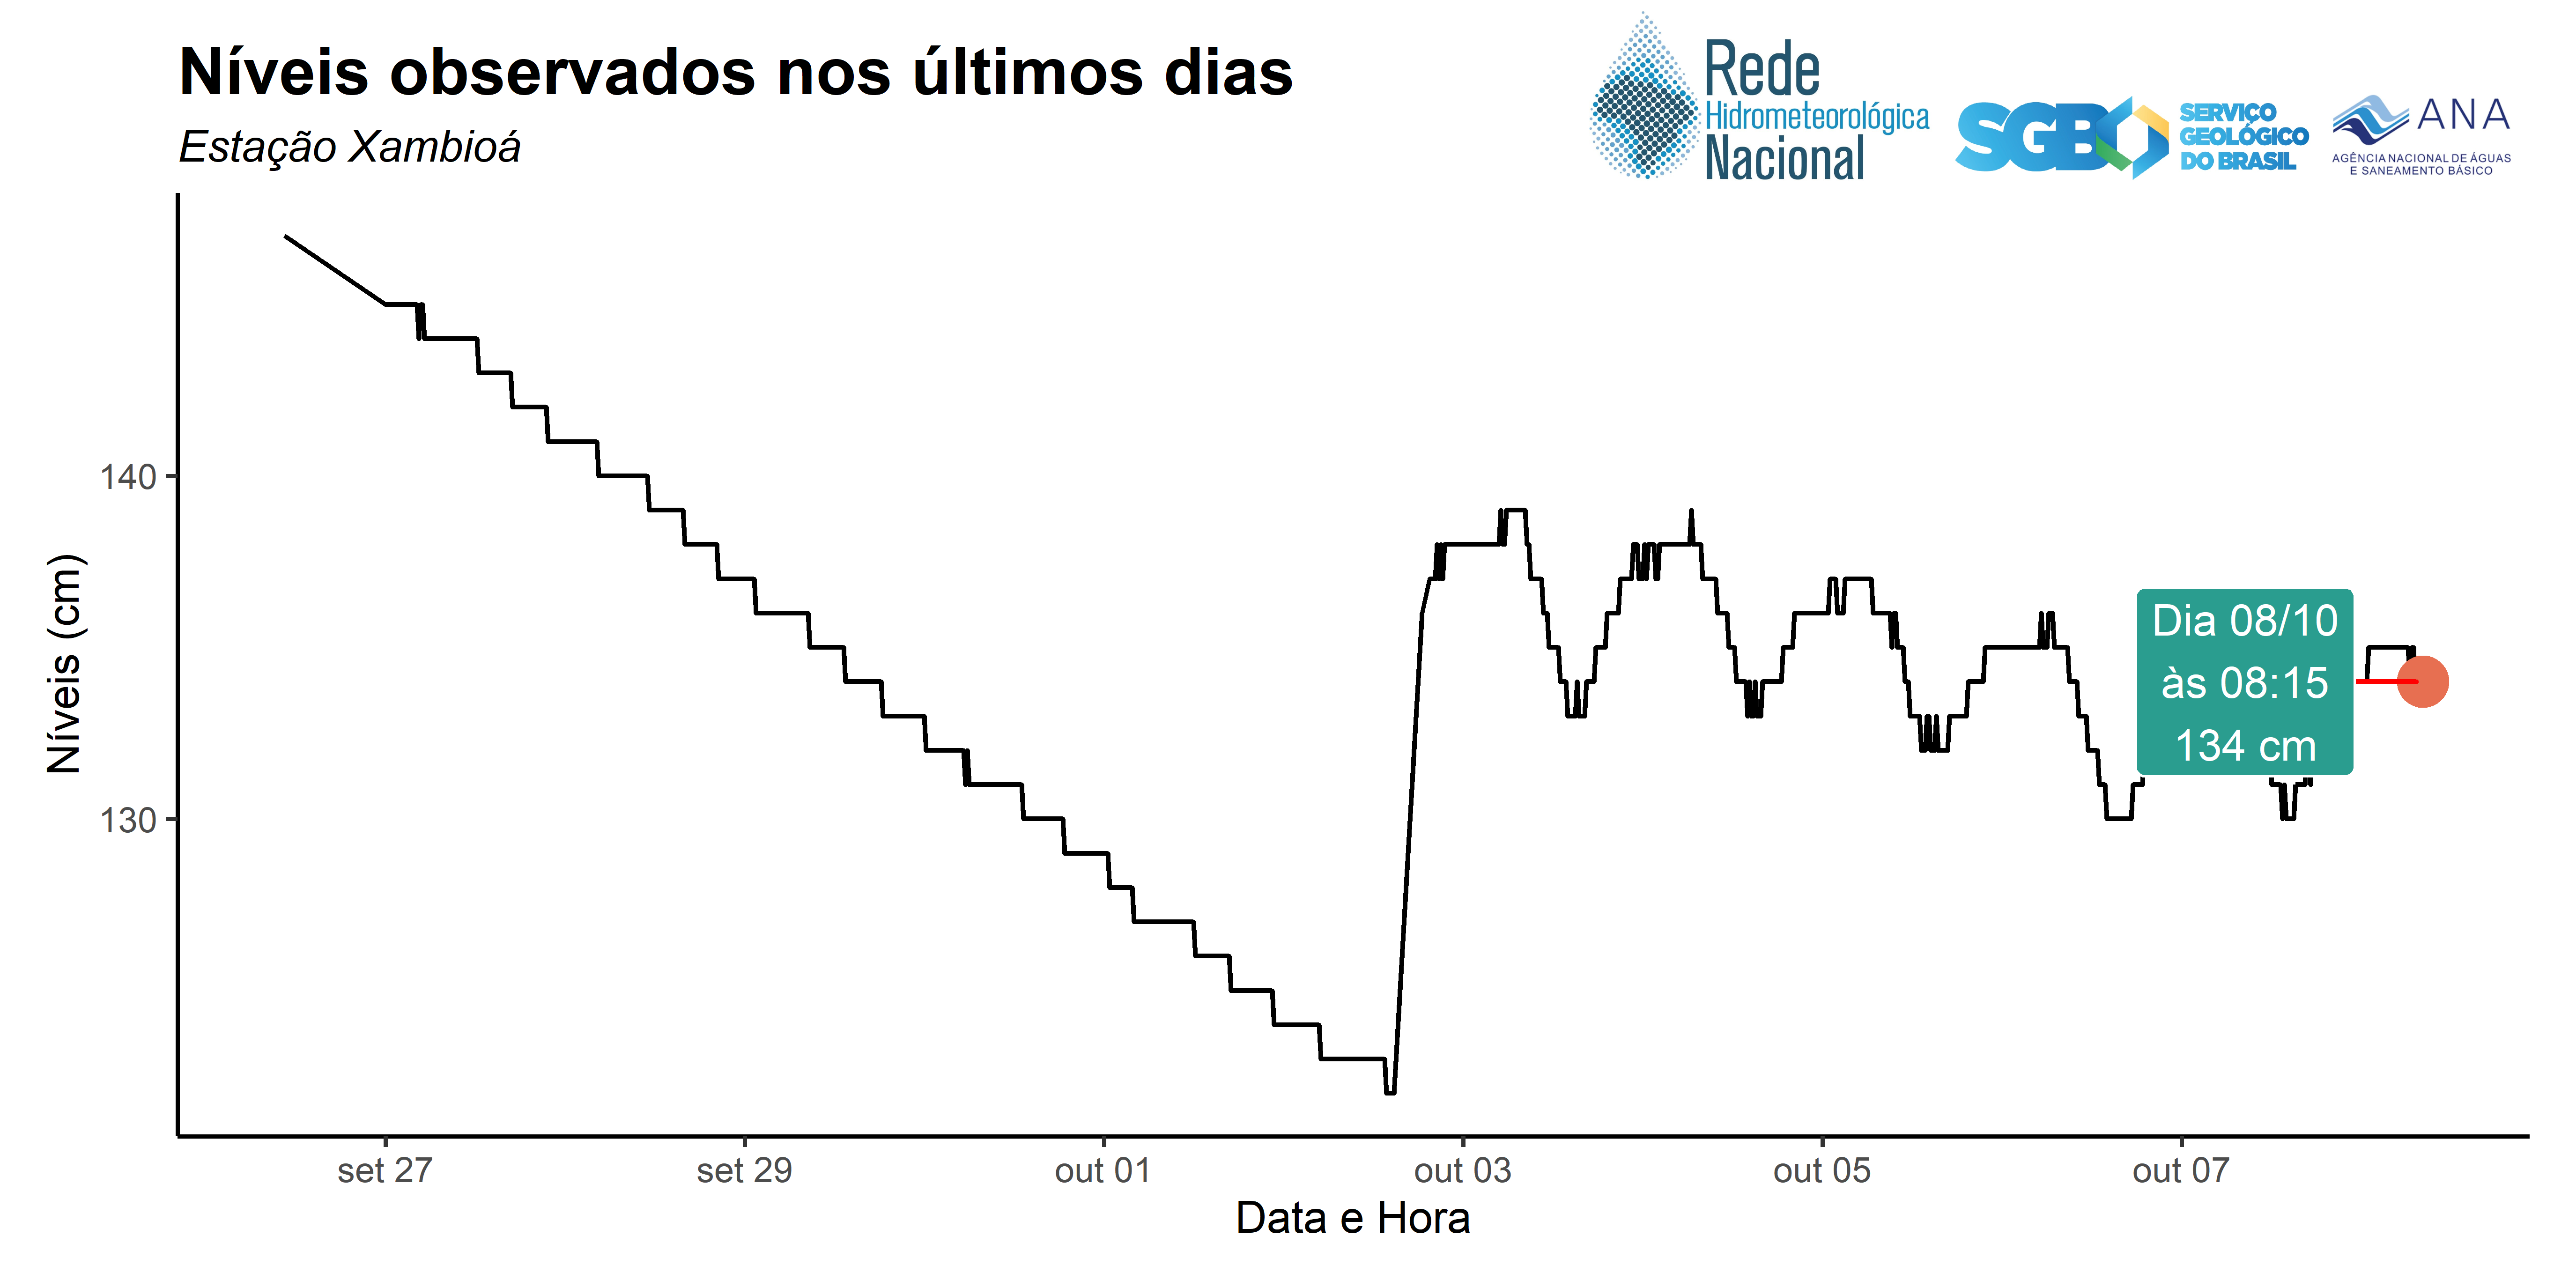 Níveis observados nos últimos dias
Estação Xambioá
Rede
Hidrometeorológica
Nacional
SGB
SERVIÇO
GEOLÓGICO
DO BRASIL
ANA
AGÊNCIA NACIONAL DE ÁGUAS
E SANEAMENTO BÁSICO
Níveis (cm)
140
130
Dia 08/10
às 08:15
134 cm
set 27
set 29
out 01
out 03
out 05
out 07
Data e Hora